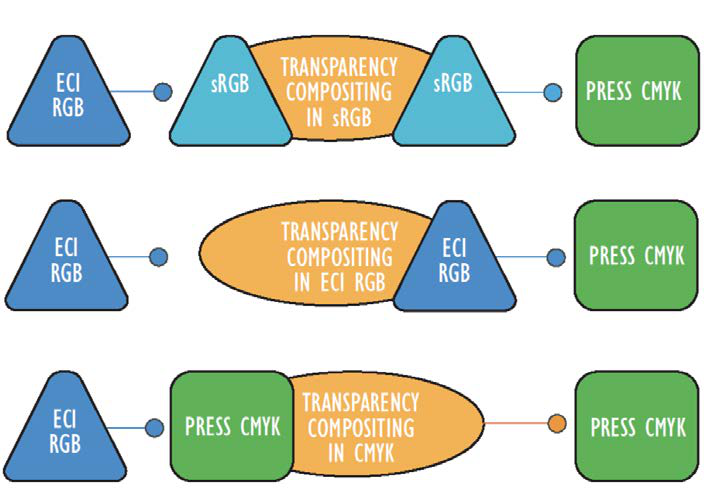 ECI
RGB
sRGB
TRANSPARENCY
COMPOSITING
IN sRGB
sRGB
PRESS CMYK
ECI
RGB
TRANSPARENCY
COMPOSITING
IN ECI RGB
ECI
RGB
PRESS CMYK
ECI
RGB
PRESS CMYK
TRANSPARENCY
COMPOSITING
IN CMYK
PRESS CMYK